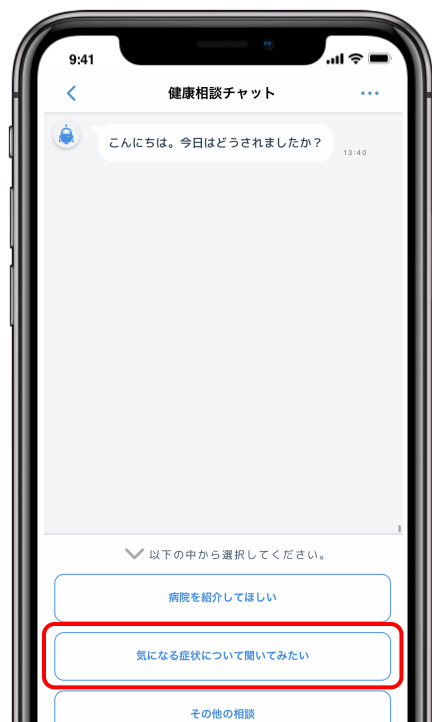 9:41
健康相談チャット
こんにちは。今日はどうされましたか？
13:40
以下の中から選択してください。
病院を紹介してほしい
気になる症状について聞いてみたい
その他の相談